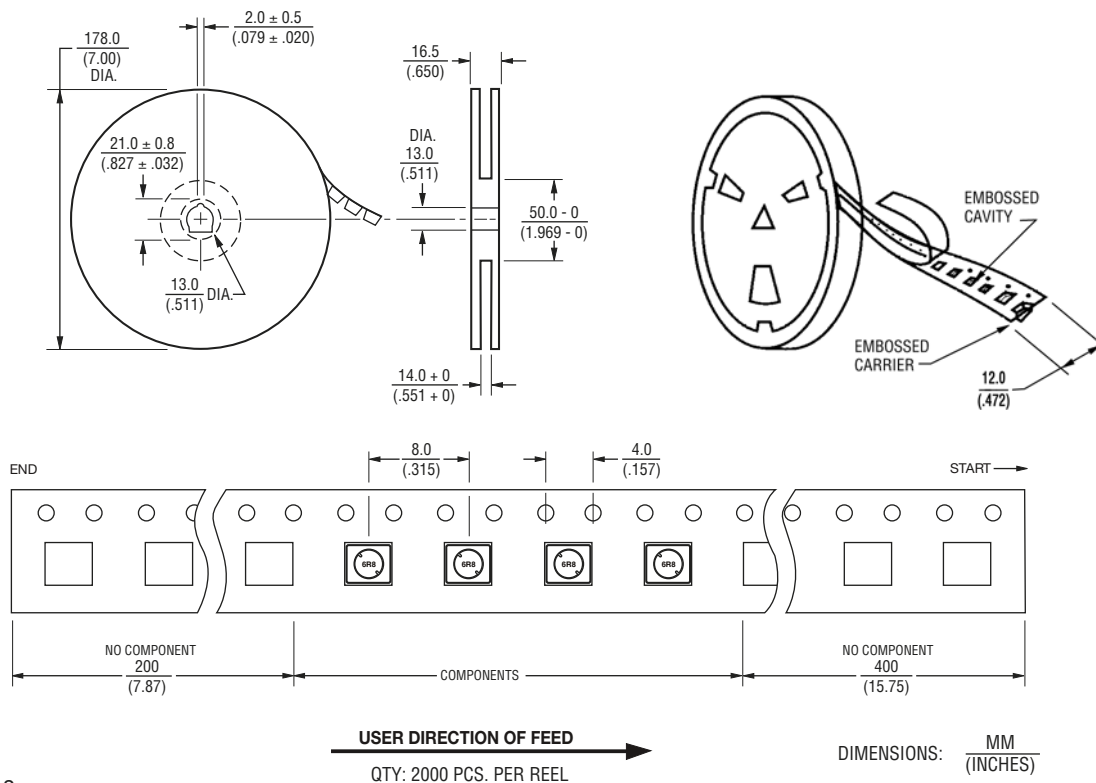 2.0 ± 0.5
(.079 ± .020)
178.0
(7.00)
DIA.
16.5
(.650)
21.0 ± 0.8
(.827 ± .032)
DIA.
13.0
(.511)
50.0 - 0
(1.969 - 0)
13.0
(.511)
DIA.
14.0 + 0
(.551 + 0)
EMBOSSED
CAVITY
EMBOSSED
CARRIER
12.0
(.472)
8.0
(.315)
4.0
(.157)
END
START
6R8
6R8
6R8
6R8
NO COMPONENT
200
(7.87)
COMPONENTS
NO COMPONENT
400
(15.75)
USER DIRECTION OF FEED
QTY: 2000 PCS. PER REEL
DIMENSIONS:
MM
(INCHES)